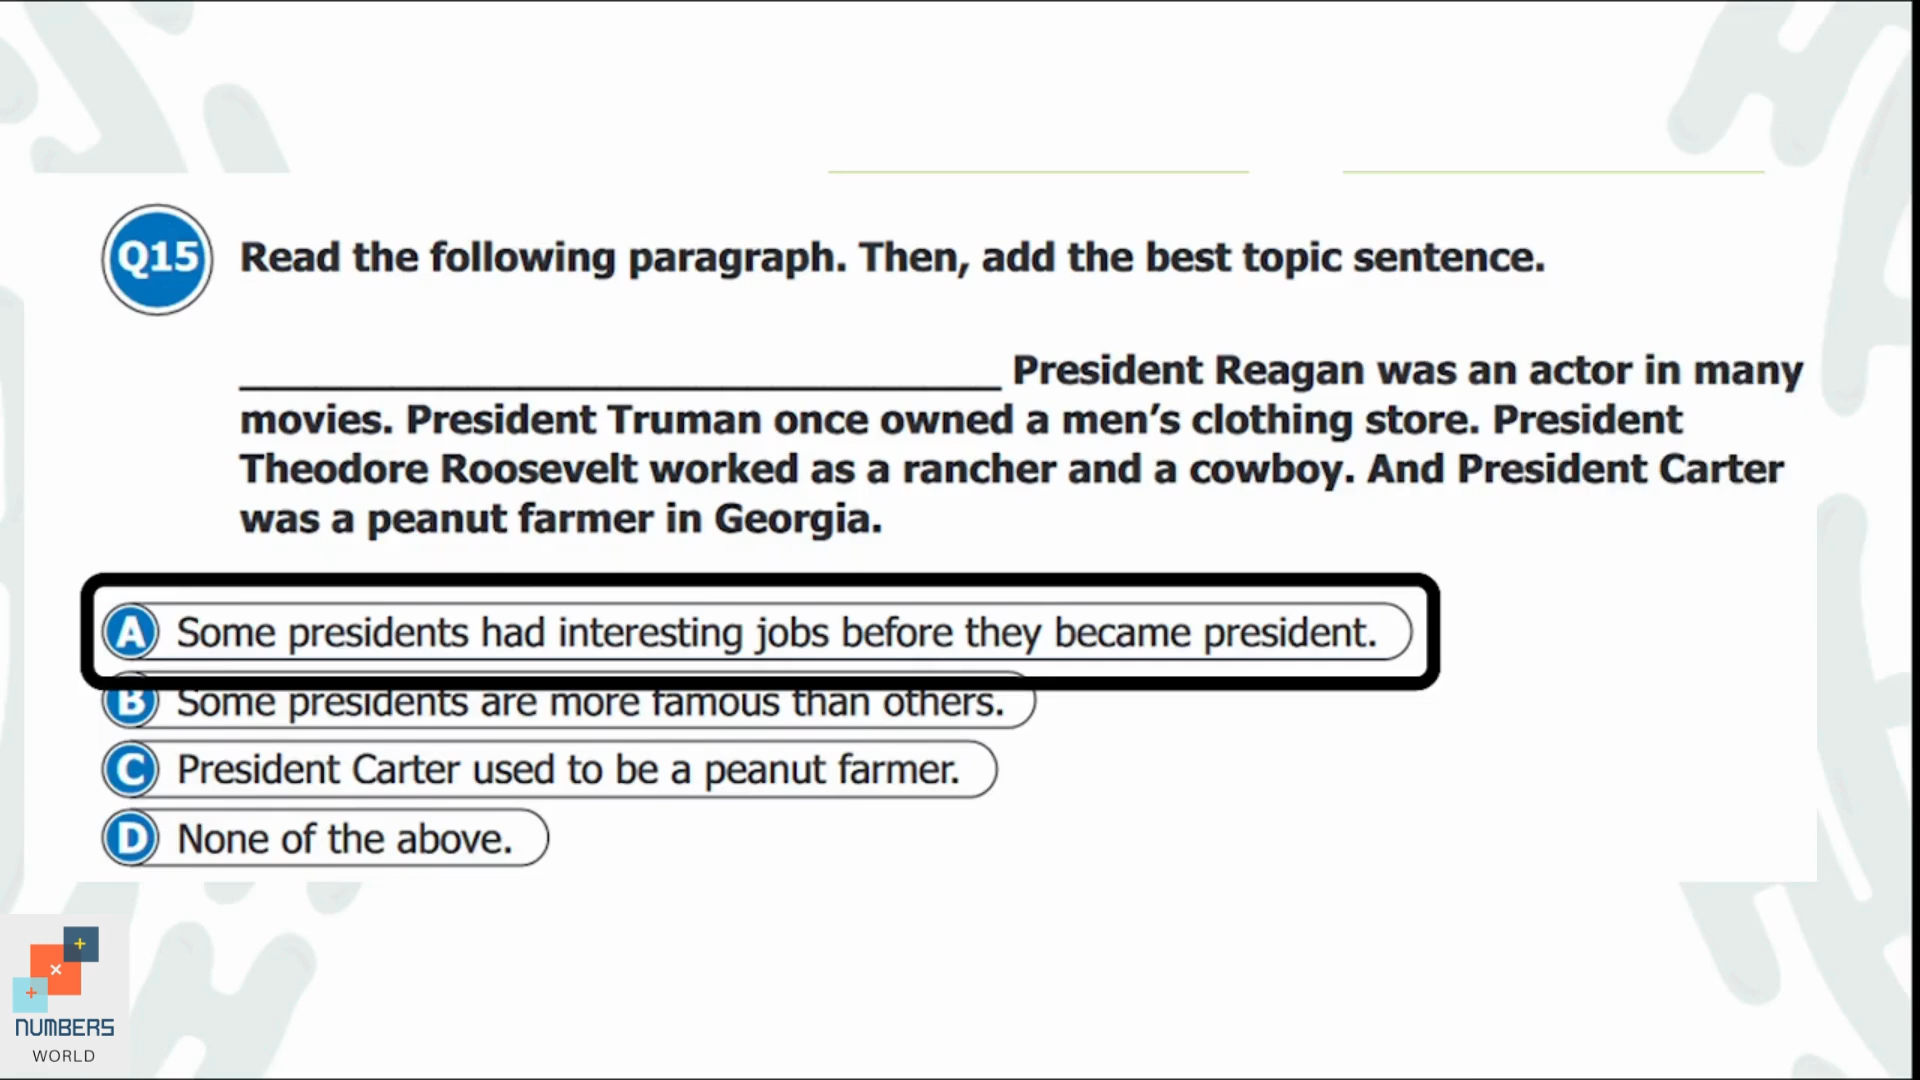 Q15 Read the following paragraph. Then, add the best topic sentence.
____________________________________ President Reagan was an actor in many
movies. President Truman once owned a men’s clothing store. President
Theodore Roosevelt worked as a rancher and a cowboy. And President Carter
was a peanut farmer in Georgia.
A Some presidents had interesting jobs before they became president.
B Some presidents are more famous than others.
C President Carter used to be a peanut farmer.
D None of the above.
+
×
+
NUMBERS
WORLD